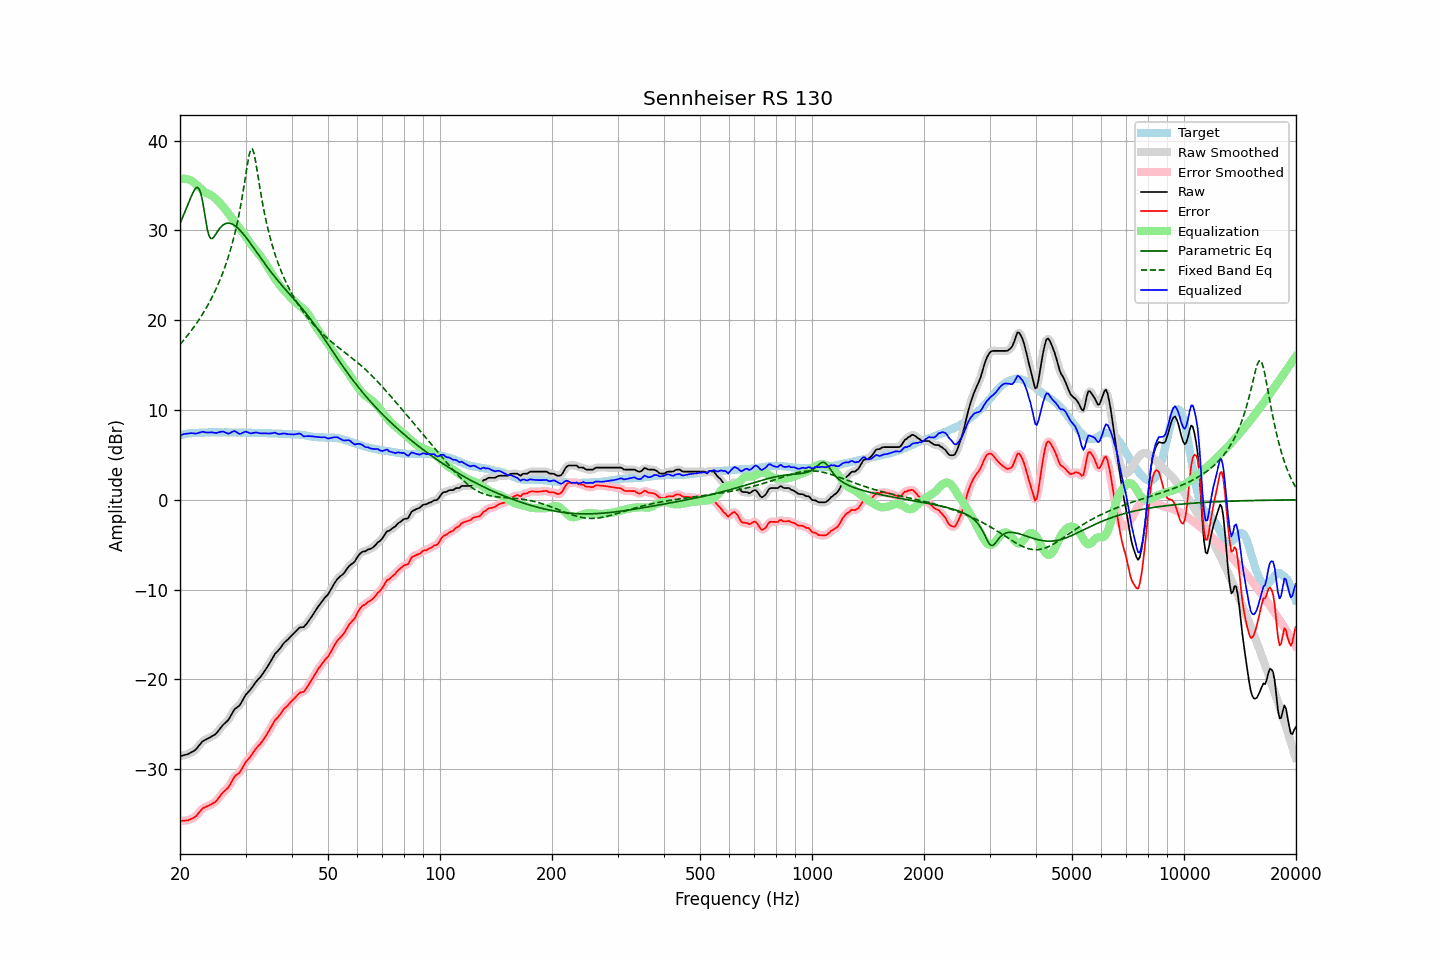 Sennheiser RS 130
Amplitude (dBr)
40
30
20
10
0
−10
−20
−30
Target
Raw Smoothed
Error Smoothed
Raw
Error
Equalization
Parametric Eq
Fixed Band Eq
Equalized
20 50 100 200 500 1000 2000 5000 10000 20000
Frequency (Hz)